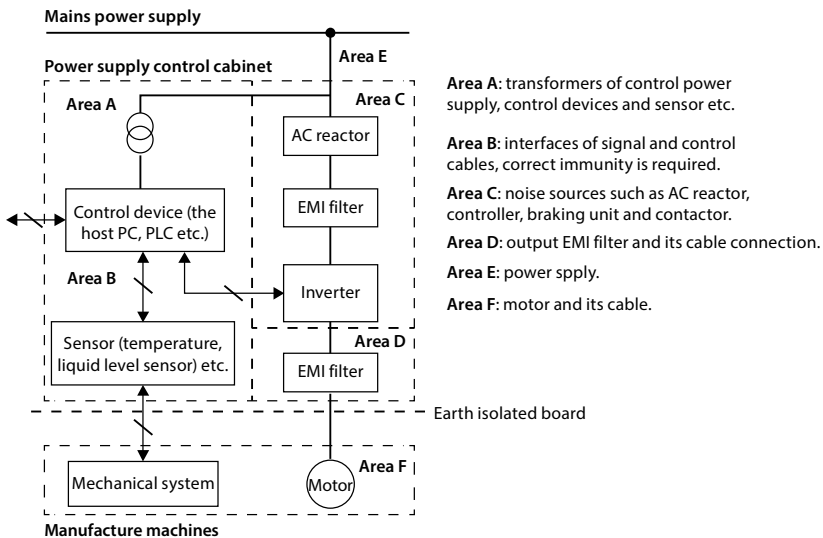 Mains power supply
Area E
Power supply control cabinet
Area A
Area C
AC reactor
EMI filter
Control device (the
host PC, PLC etc.)
Area B
Inverter
Sensor (temperature,
liquid level sensor) etc.
Area D
EMI filter
Earth isolated board
Area F
Mechanical system
Motor
Manufacture machines
Area A: transformers of control power
supply, control devices and sensor etc.
Area B: interfaces of signal and control
cables, correct immunity is required.
Area C: noise sources such as AC reactor,
controller, braking unit and contactor.
Area D: output EMI filter and its cable connection.
Area E: power spply.
Area F: motor and its cable.